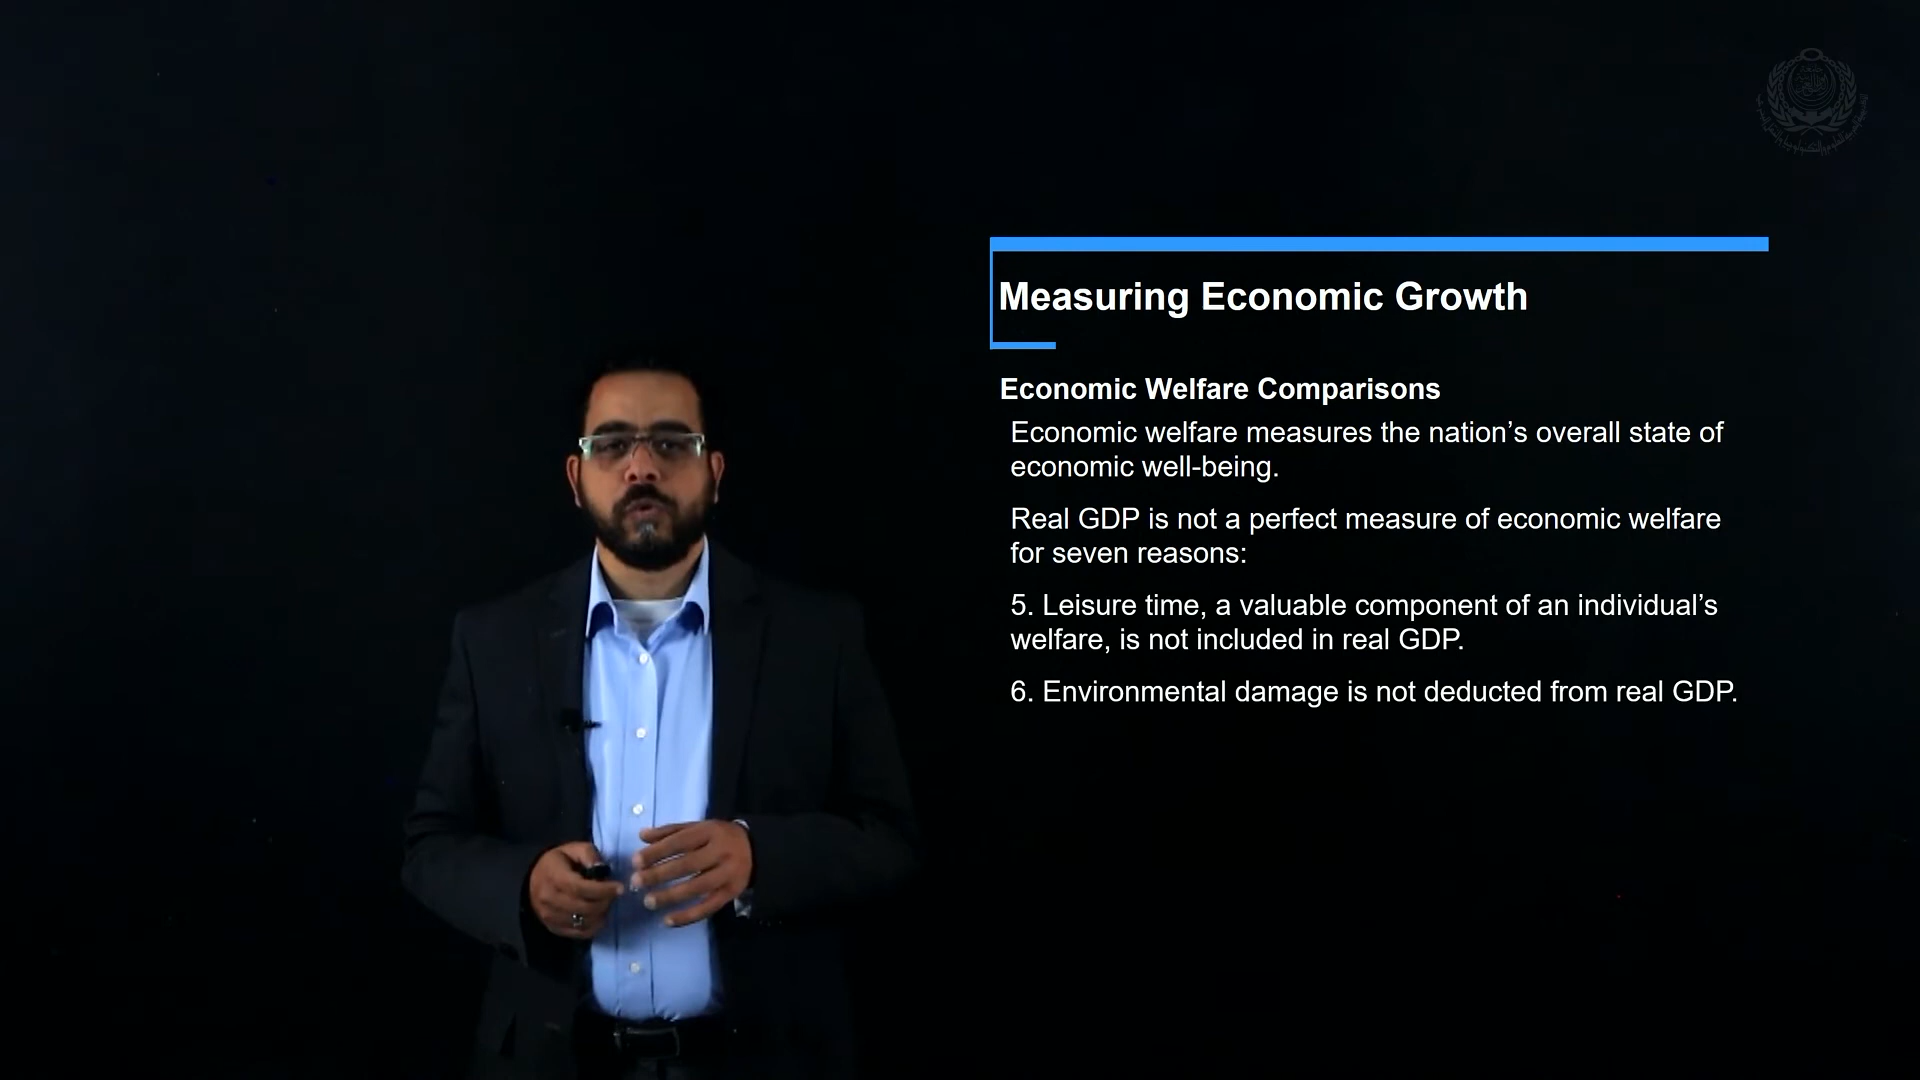 Measuring Economic Growth
Economic Welfare Comparisons
Economic welfare measures the nation’s overall state of
economic well-being.
Real GDP is not a perfect measure of economic welfare
for seven reasons:
5. Leisure time, a valuable component of an individual’s
welfare, is not included in real GDP.
6. Environmental damage is not deducted from real GDP.